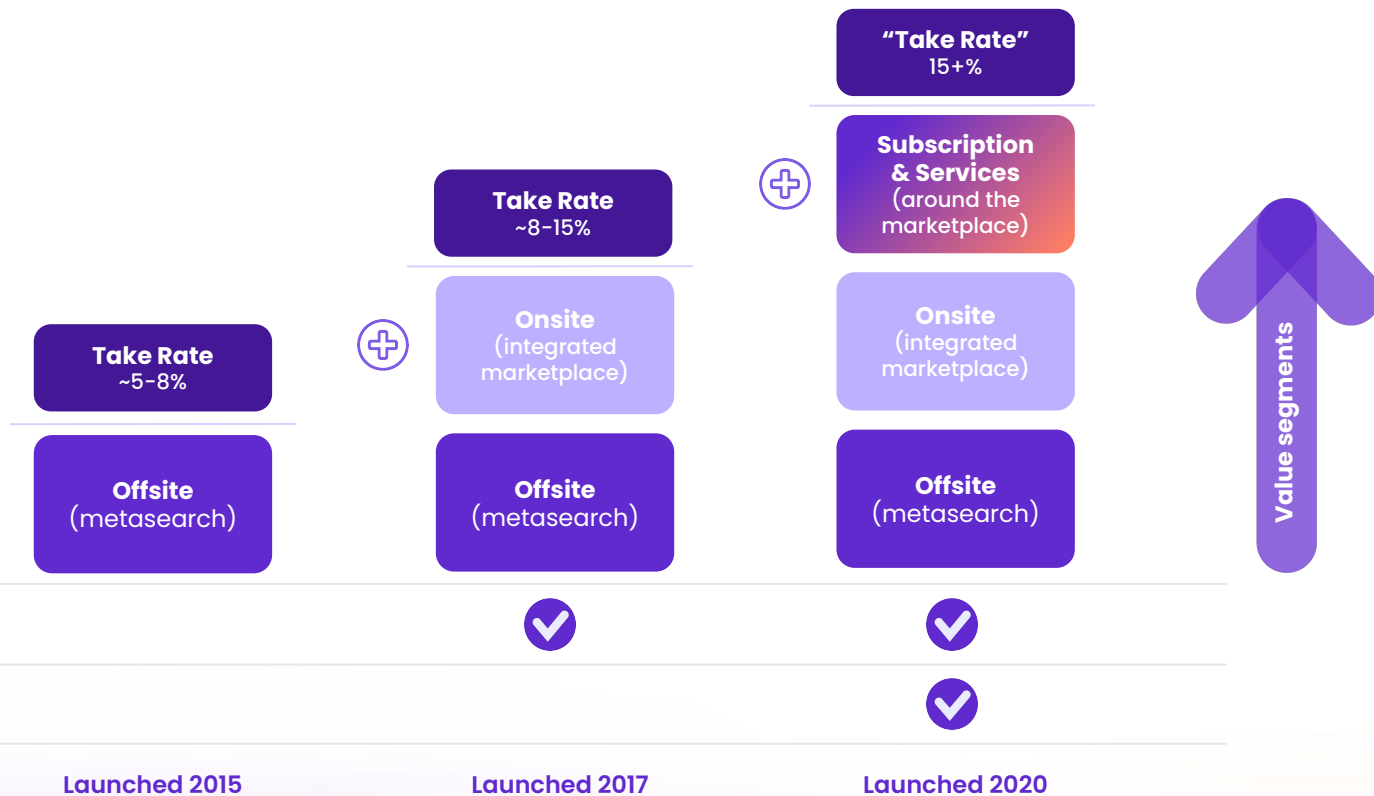 Take Rate
~5-8%
Offsite
(metasearch)
Launched 2015
Take Rate
~8-15%
Onsite
(integrated
marketplace)
Offsite
(metasearch)
Launched 2017
“Take Rate”
15+%
Subscription
& Services
(around the
marketplace)
Onsite
(integrated
marketplace)
Offsite
(metasearch)
Launched 2020
Value segments